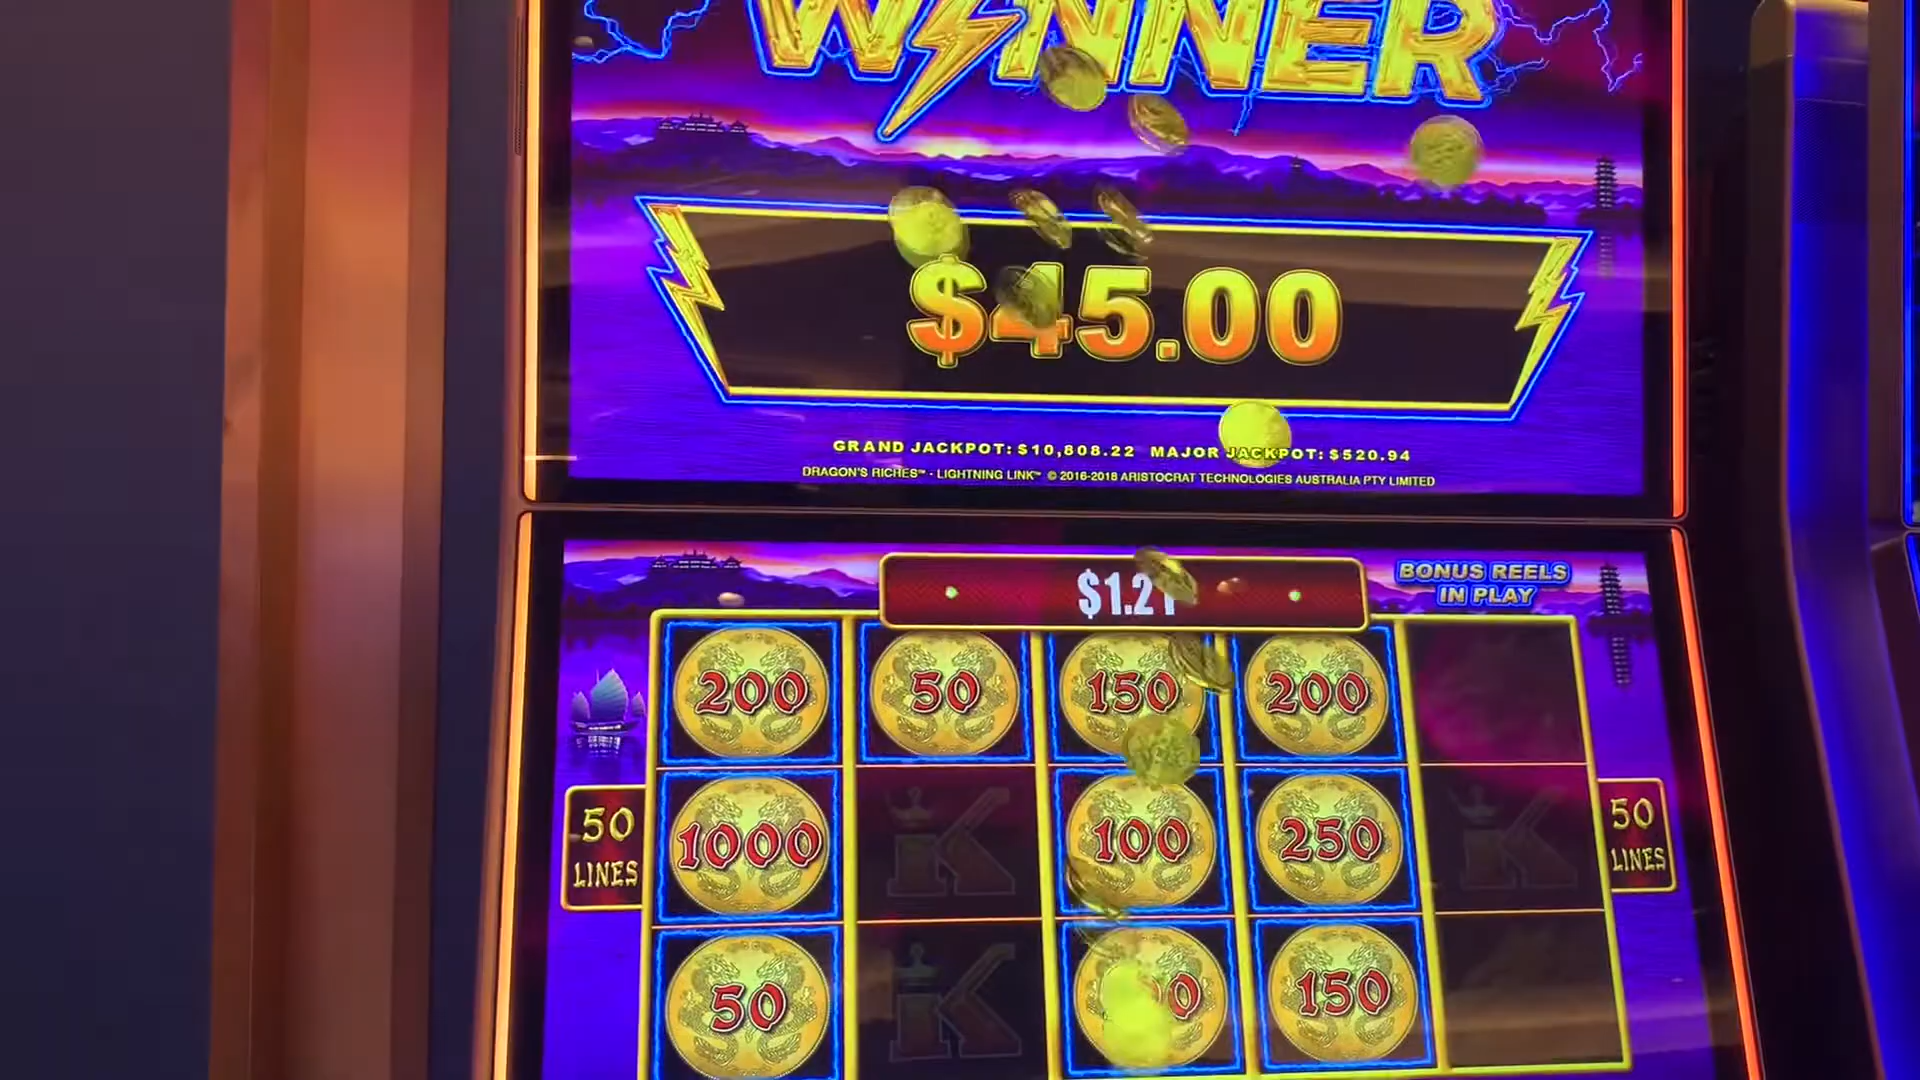 WINNER
$45.00
GRAND JACKPOT: $10,808.22 MAJOR JACKPOT: $520.94
DRAGON'S RICHES™ - LIGHTNING LINK™ © 2016-2018 ARISTOCRAT TECHNOLOGIES AUSTRALIA PTY LIMITED
$1.21
BONUS REELS
IN PLAY
200 50 150 200
50
LINES
1000 K 100 250 K
50
LINES
50 K 150